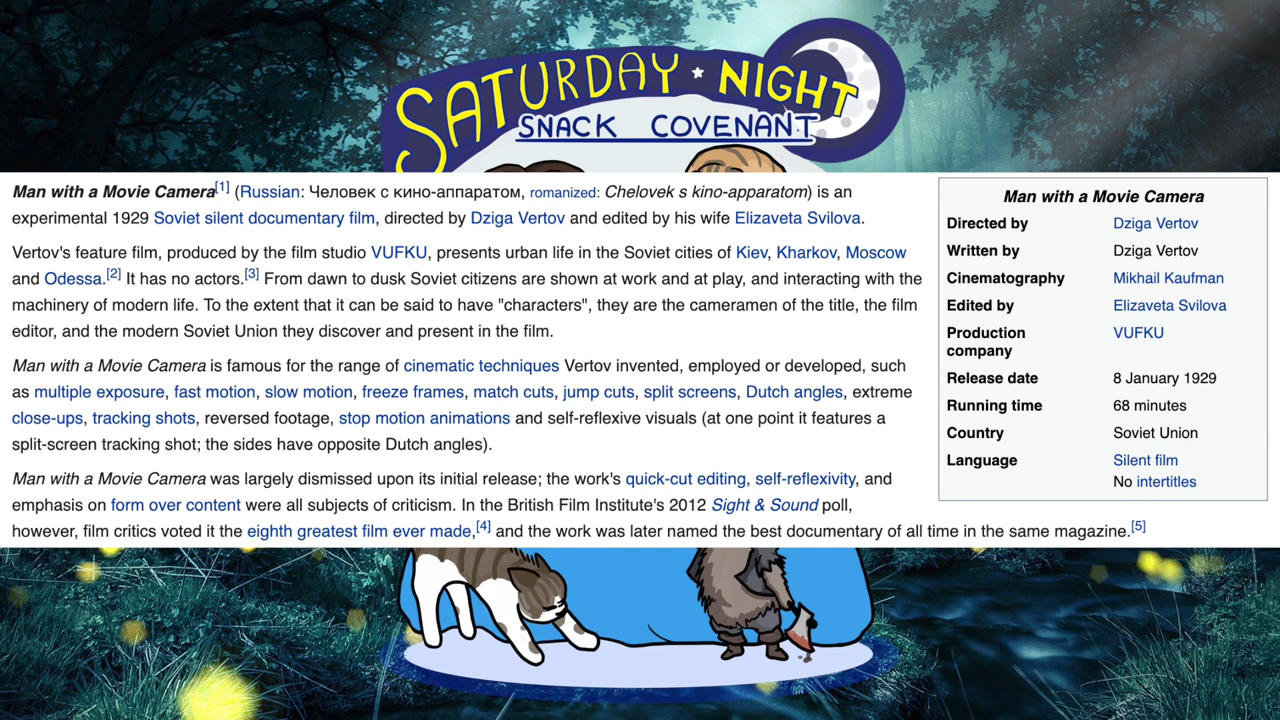 SATURDAY NIGHT
SNACK COVENANT
Man with a Movie Camera[1] (Russian: Человек с кино-аппаратом, romanized: Chelovek s kino-apparatom) is an
experimental 1929 Soviet silent documentary film, directed by Dziga Vertov and edited by his wife Elizaveta Svilova.
Vertov's feature film, produced by the film studio VUFKU, presents urban life in the Soviet cities of Kiev, Kharkov, Moscow
and Odessa.[2] It has no actors.[3] From dawn to dusk Soviet citizens are shown at work and at play, and interacting with the
machinery of modern life. To the extent that it can be said to have "characters", they are the cameramen of the title, the film
editor, and the modern Soviet Union they discover and present in the film.
Man with a Movie Camera is famous for the range of cinematic techniques Vertov invented, employed or developed, such
as multiple exposure, fast motion, slow motion, freeze frames, match cuts, jump cuts, split screens, Dutch angles, extreme
close-ups, tracking shots, reversed footage, stop motion animations and self-reflexive visuals (at one point it features a
split-screen tracking shot; the sides have opposite Dutch angles).
Man with a Movie Camera was largely dismissed upon its initial release; the work's quick-cut editing, self-reflexivity, and
emphasis on form over content were all subjects of criticism. In the British Film Institute's 2012 Sight & Sound poll,
however, film critics voted it the eighth greatest film ever made,[4] and the work was later named the best documentary of all time in the same magazine.[5]
Man with a Movie Camera
Directed by Dziga Vertov
Written by Dziga Vertov
Cinematography Mikhail Kaufman
Edited by Elizaveta Svilova
Production VUFKU
company
Release date 8 January 1929
Running time 68 minutes
Country Soviet Union
Language Silent film
No intertitles